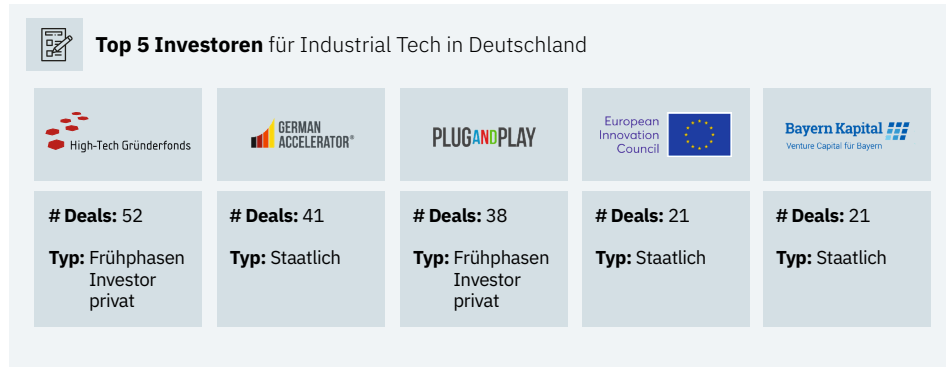 Top 5 Investoren für Industrial Tech in Deutschland
High-Tech Gründerfonds
GERMAN
ACCELERATOR®
PLUGANDPLAY
European
Innovation
Council
Bayern Kapital
Venture Capital für Bayern
# Deals: 52
Typ: Frühphasen
Investor
privat
# Deals: 41
Typ: Staatlich
# Deals: 38
Typ: Frühphasen
Investor
privat
# Deals: 21
Typ: Staatlich
# Deals: 21
Typ: Staatlich